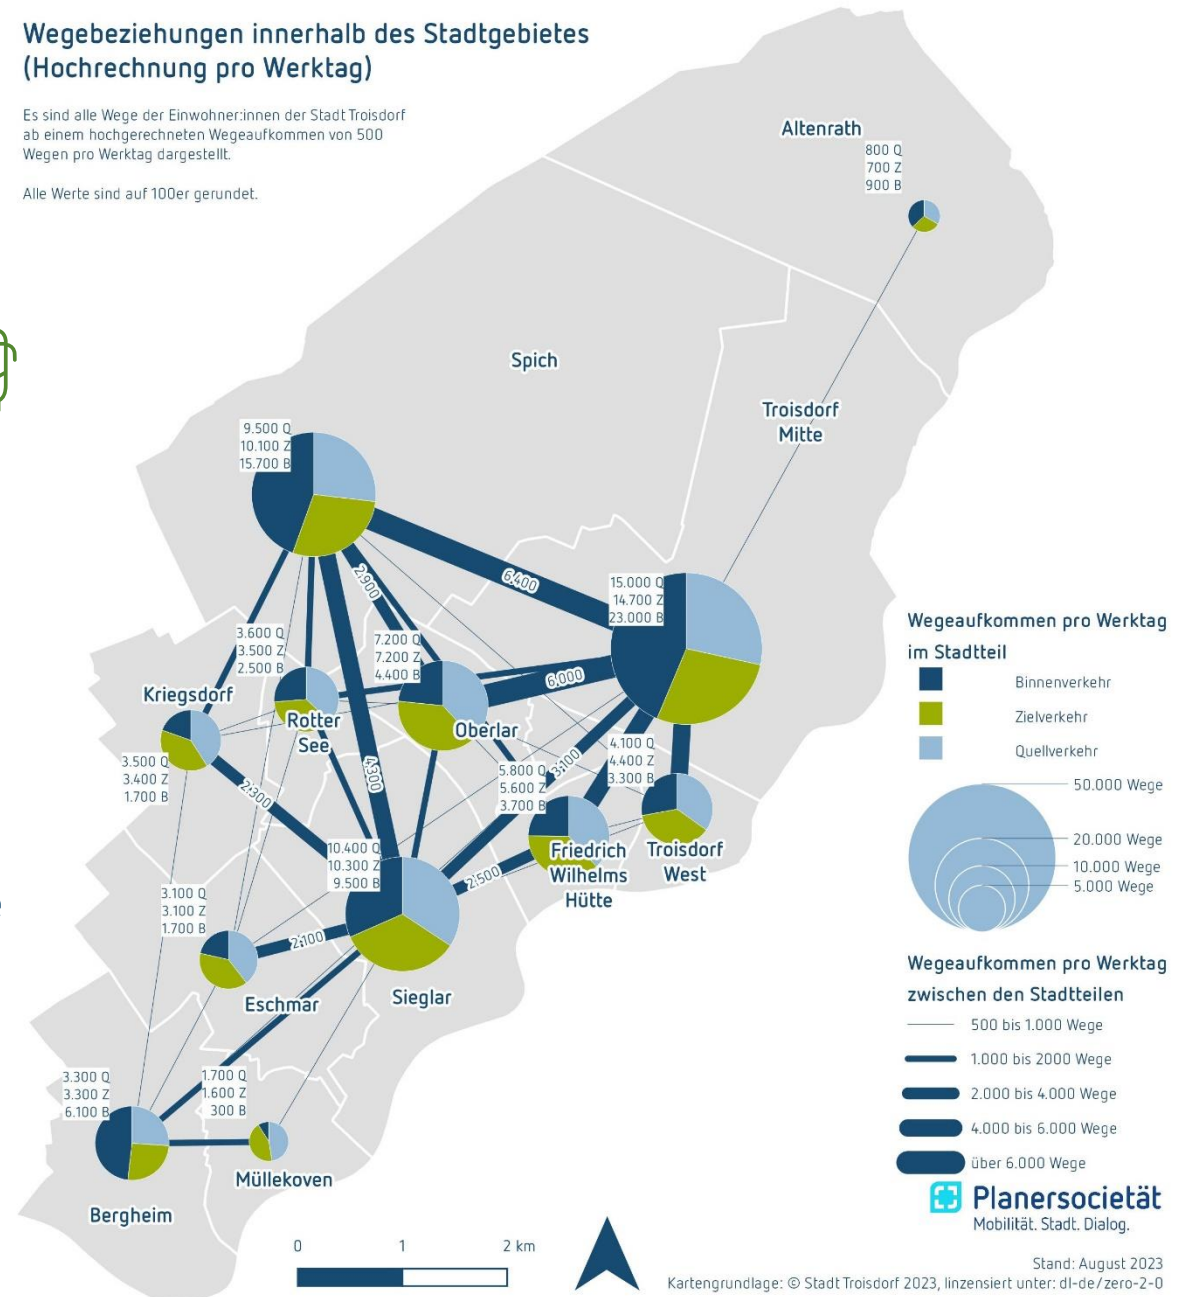 Wegebeziehungen innerhalb des Stadtgebietes
(Hochrechnung pro Werktag)
Es sind alle Wege der Einwohner:innen der Stadt Troisdorf
ab einem hochgerechneten Wegeaufkommen von 500
Wegen pro Werktag dargestellt.
Alle Werte sind auf 100er gerundet.
Altenrath
800 Q
700 Z
900 B
Spich
Troisdorf
Mitte
9.500 Q
10.100 Z
15.700 B
2.900
6.400
15.000 Q
14.700 Z
23.000 B
3.600 Q
3.500 Z
2.500 B
7.200 Q
7.200 Z
4.400 B
6.000
Kriegsdorf
Rotter
See
Oberlar
3.500 Q
3.400 Z
1.700 B
2.300
4.300
5.800 Q
5.600 Z
3.700 B
3.100
4.100 Q
4.400 Z
3.300 B
Friedrich
Wilhelms
Hütte
Troisdorf
West
10.400 Q
10.300 Z
9.500 B
2.500
3.100 Q
3.100 Z
1.700 B
2.100
Eschmar
Sieglar
3.300 Q
3.300 Z
6.100 B
1.700 Q
1.600 Z
300 B
Müllekoven
Bergheim
Wegeaufkommen pro Werktag
im Stadtteil
Binnenverkehr
Zielverkehr
Quellverkehr
50.000 Wege
20.000 Wege
10.000 Wege
5.000 Wege
Wegeaufkommen pro Werktag
zwischen den Stadtteilen
500 bis 1.000 Wege
1.000 bis 2000 Wege
2.000 bis 4.000 Wege
4.000 bis 6.000 Wege
über 6.000 Wege
Planersocietät
Mobilität. Stadt. Dialog.
0 1 2 km
Stand: August 2023
Kartengrundlage: © Stadt Troisdorf 2023, linzensiert unter: dl-de/zero-2-0